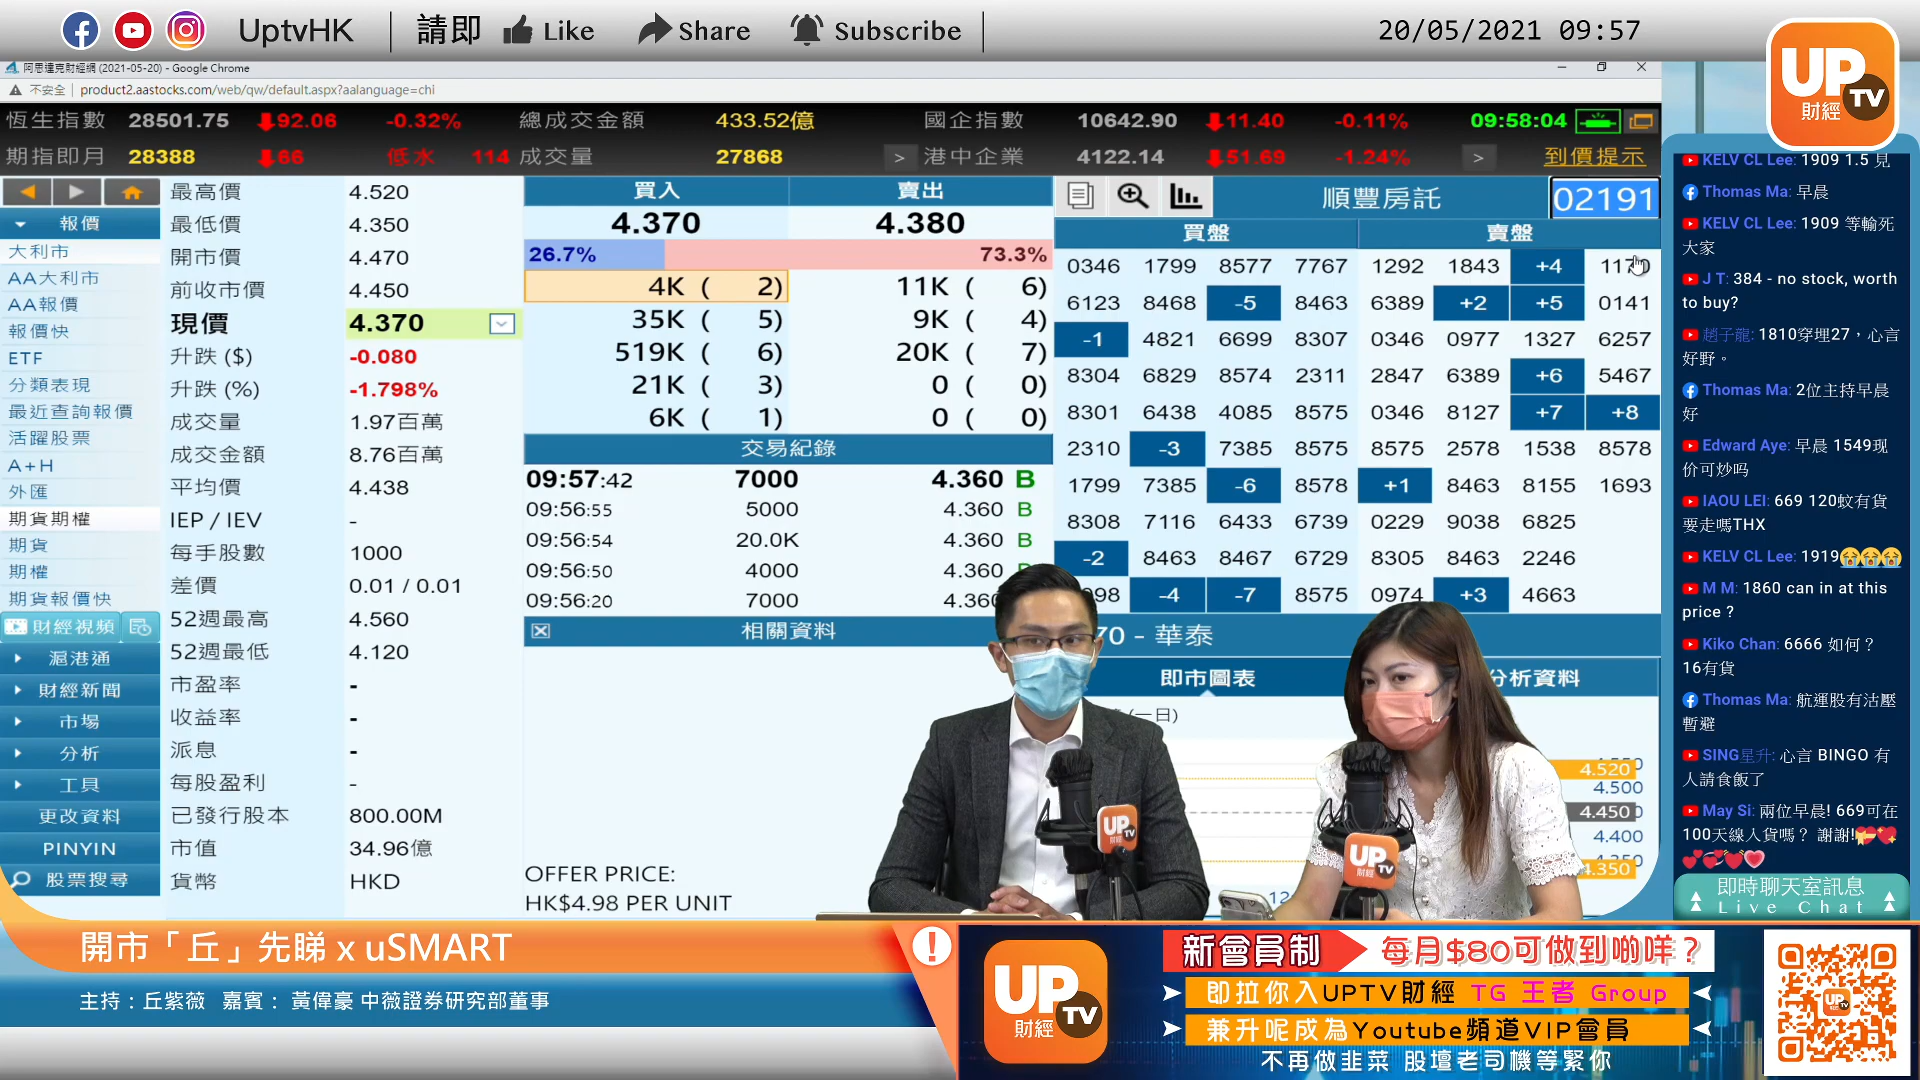 UptvHK 請即 Like Share Subscribe 20/05/2021 09:57
UP TV 財經
阿思達克財經網 (2021-05-20) - Google Chrome
不安全 | product2.aastocks.com/web/qw/default.aspx?aalanguage=chi
恆生指數 28501.75 92.06 -0.32% 總成交金額 433.52億 國企指數 10642.90 11.40 -0.11% 09:58:04
期指即月 28388 66 低水 114 成交量 27868 > 港中企業 4122.14 51.69 -1.24% > 到價提示
報價
大利市
AA大利市
AA報價
報價快
ETF
分類表現
最近查詢報價
活躍股票
A+H
外匯
期貨期權
期貨
期權
期貨報價快
財經視頻
滬港通
財經新聞
市場
分析
工具
更改資料
PINYIN
股票搜尋
最高價 4.520
最低價 4.350
開市價 4.470
前收市價 4.450
現價 4.370
升跌 ($) -0.080
升跌 (%) -1.798%
成交量 1.97百萬
成交金額 8.76百萬
平均價 4.438
IEP / IEV -
每手股數 1000
差價 0.01 / 0.01
52週最高 4.560
52週最低 4.120
市盈率 -
收益率 -
派息 -
每股盈利 -
已發行股本 800.00M
市值 34.96億
貨幣 HKD
買入 賣出
4.370 4.380
26.7% 73.3%
4K ( 2) 11K ( 6)
35K ( 5) 9K ( 4)
519K ( 6) 20K ( 7)
21K ( 3) 0 ( 0)
6K ( 1) 0 ( 0)
交易紀錄
09:57:42 7000 4.360 B
09:56:55 5000 4.360 B
09:56:54 20.0K 4.360 B
09:56:50 4000 4.360
09:56:20 7000 4.360
相關資料
OFFER PRICE:
HK$4.98 PER UNIT
順豐房託 02191
買盤 賣盤
0346 1799 8577 7767 1292 1843 +4
6123 8468 -5 8463 6389 +2 +5 0141
-1 4821 6699 8307 0346 0977 1327 6257
8304 6829 8574 2311 2847 6389 +6 5467
8301 6438 4085 8575 0346 8127 +7 +8
2310 -3 7385 8575 8575 2578 1538 8578
1799 7385 -6 8578 +1 8463 8155 1693
8308 7116 6433 6739 0229 9038 6825
-2 8463 8467 6729 8305 8463 2246
-4 -7 8575 0974 +3 4663
70 - 華泰
即市圖表 分析資料
(一日)
4.520
4.500
4.450
4.400
4.350
UP TV 財經
UP TV 財經
KELV CL Lee: 1909 1.5 見
Thomas Ma: 早晨
KELV CL Lee: 1909 等輸死
大家
J T: 384 - no stock, worth
to buy?
趙子龍: 1810穿埋27，心言
好野。
Thomas Ma: 2位主持早晨
好
Edward Aye: 早晨 1549现
价可炒吗
IAOU LEI: 669 120蚊有貨
要走嗎THX
KELV CL Lee: 1919😭😭😭
M M: 1860 can in at this
price ?
Kiko Chan: 6666 如何？
16有貨
Thomas Ma: 航運股有沽壓
暫避
SING星升: 心言 BINGO 有
人請食飯了
May Si: 兩位早晨! 669可在
100天線入貨嗎？ 謝謝!
即時聊天室訊息
Live Chat
開市「丘」先睇 x uSMART
主持：丘紫薇 嘉賓： 黃偉豪 中薇證券研究部董事
UP TV 財經
新會員制 每月$80可做到啲咩？
即拉你入UPTV財經 TG 王者 Group
兼升呢成為Youtube頻道VIP會員
不再做韭菜 股壇老司機等緊你
UP TV